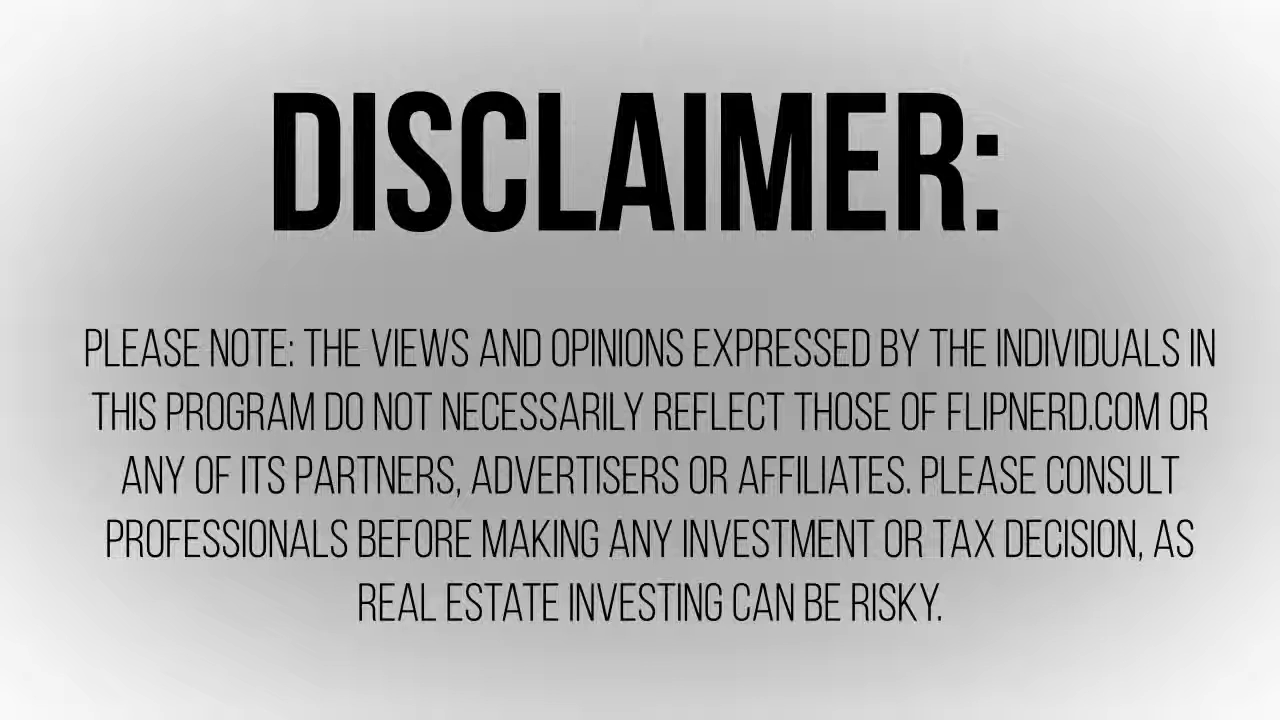 DISCLAIMER:
PLEASE NOTE: THE VIEWS AND OPINIONS EXPRESSED BY THE INDIVIDUALS IN
THIS PROGRAM DO NOT NECESSARILY REFLECT THOSE OF FLIPNERD.COM OR
ANY OF ITS PARTNERS, ADVERTISERS OR AFFILIATES. PLEASE CONSULT
PROFESSIONALS BEFORE MAKING ANY INVESTMENT OR TAX DECISION, AS
REAL ESTATE INVESTING CAN BE RISKY.